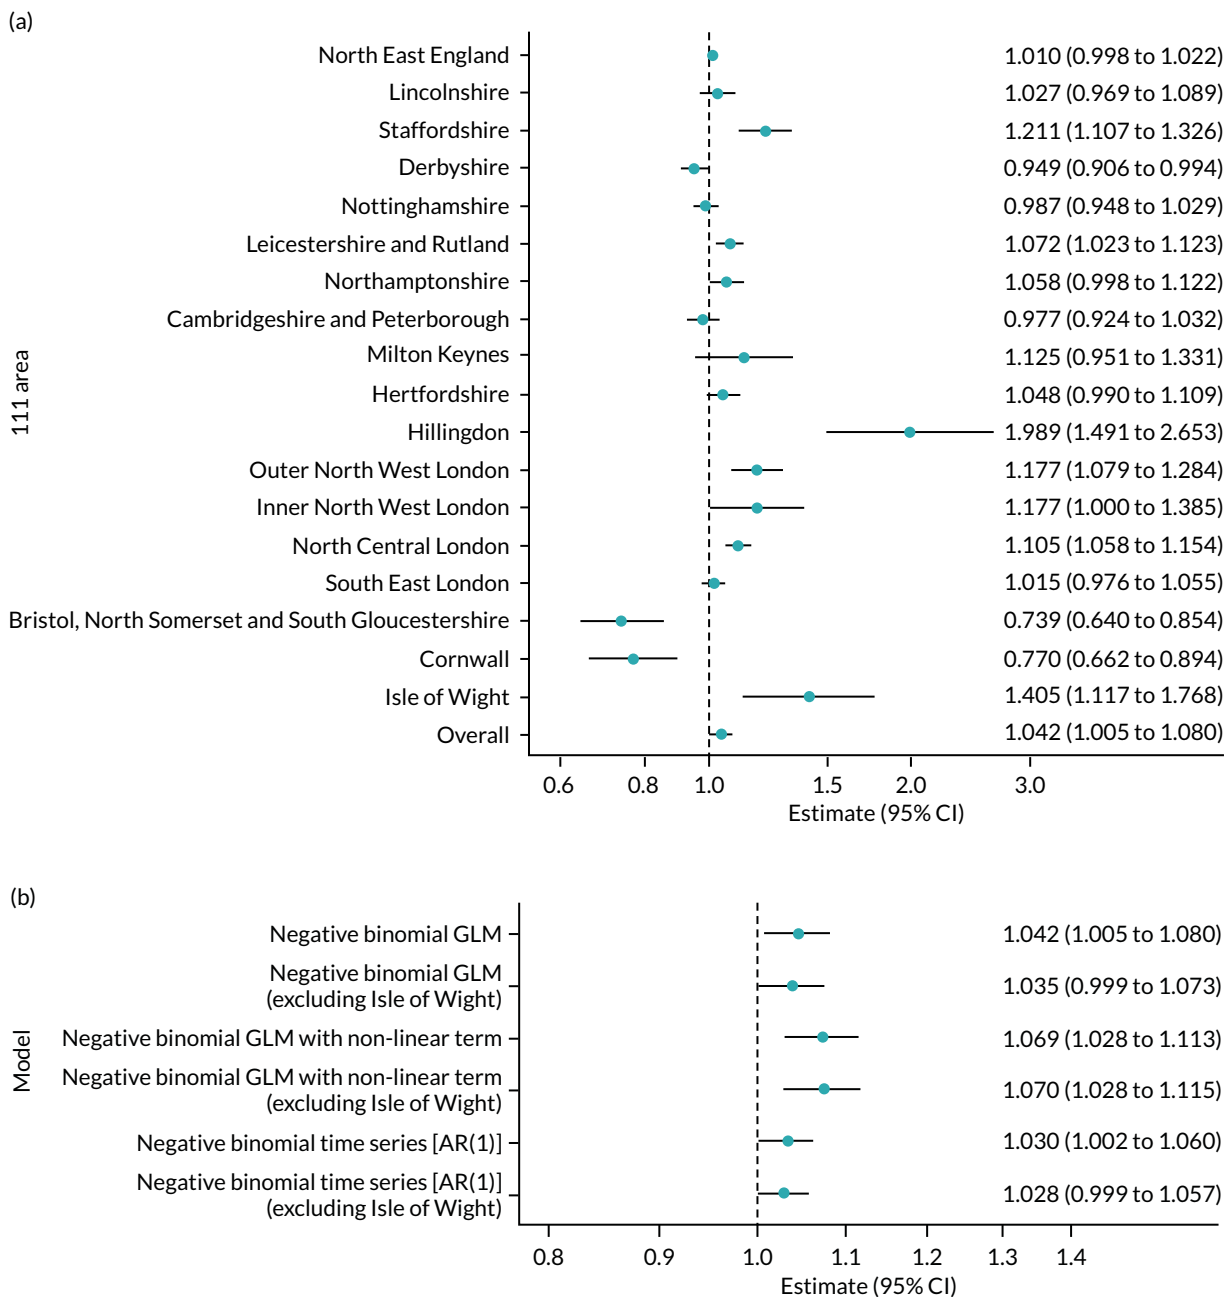 (a)
111 area
North East England 1.010 (0.998 to 1.022)
Lincolnshire 1.027 (0.969 to 1.089)
Staffordshire 1.211 (1.107 to 1.326)
Derbyshire 0.949 (0.906 to 0.994)
Nottinghamshire 0.987 (0.948 to 1.029)
Leicestershire and Rutland 1.072 (1.023 to 1.123)
Northamptonshire 1.058 (0.998 to 1.122)
Cambridgeshire and Peterborough 0.977 (0.924 to 1.032)
Milton Keynes 1.125 (0.951 to 1.331)
Hertfordshire 1.048 (0.990 to 1.109)
Hillingdon 1.989 (1.491 to 2.653)
Outer North West London 1.177 (1.079 to 1.284)
Inner North West London 1.177 (1.000 to 1.385)
North Central London 1.105 (1.058 to 1.154)
South East London 1.015 (0.976 to 1.055)
Bristol, North Somerset and South Gloucestershire 0.739 (0.640 to 0.854)
Cornwall 0.770 (0.662 to 0.894)
Isle of Wight 1.405 (1.117 to 1.768)
Overall 1.042 (1.005 to 1.080)
0.6 0.8 1.0 1.5 2.0 3.0
Estimate (95% CI)
(b)
Model
Negative binomial GLM 1.042 (1.005 to 1.080)
Negative binomial GLM
(excluding Isle of Wight) 1.035 (0.999 to 1.073)
Negative binomial GLM with non-linear term 1.069 (1.028 to 1.113)
Negative binomial GLM with non-linear term
(excluding Isle of Wight) 1.070 (1.028 to 1.115)
Negative binomial time series [AR(1)] 1.030 (1.002 to 1.060)
Negative binomial time series [AR(1)]
(excluding Isle of Wight) 1.028 (0.999 to 1.057)
0.8 0.9 1.0 1.1 1.2 1.3 1.4
Estimate (95% CI)